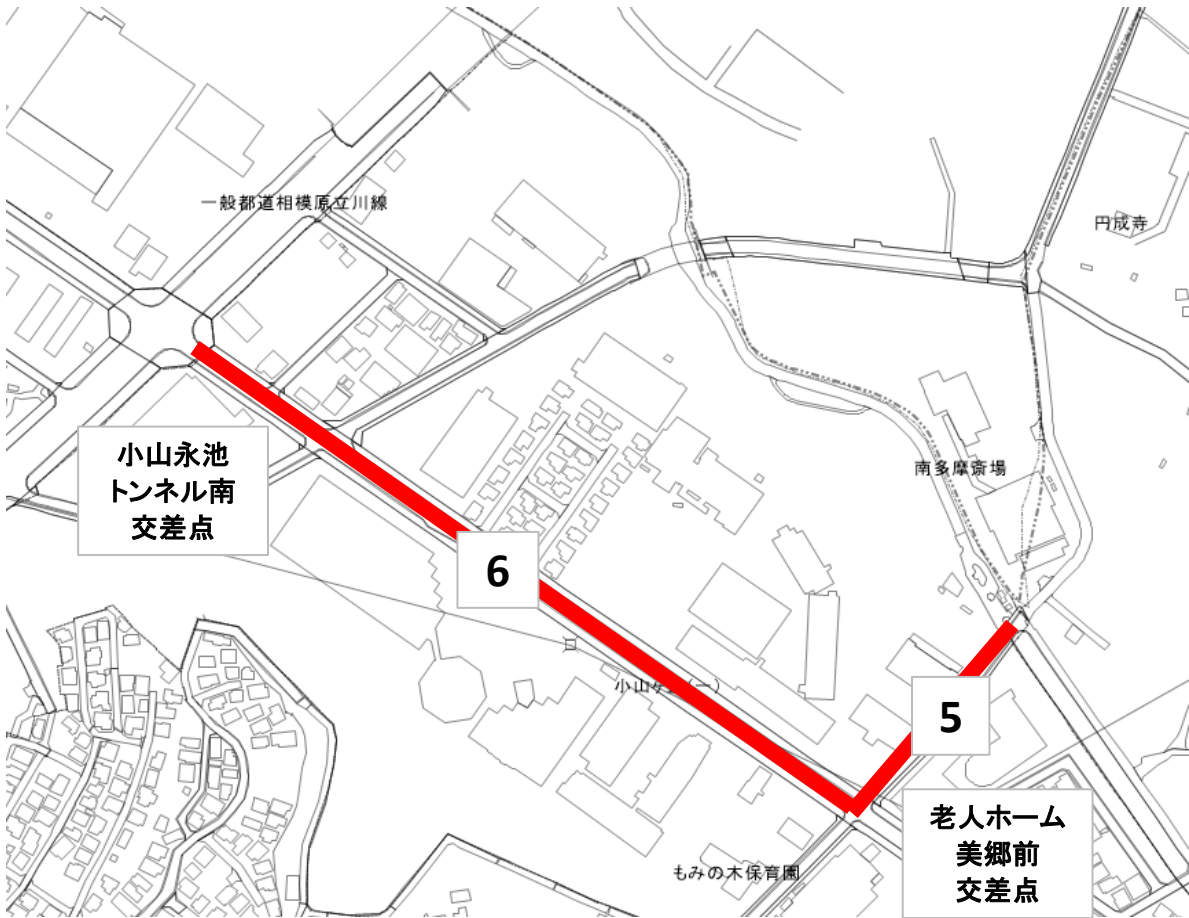 一般都道相模原立川線
円成寺
小山永池
トンネル南
交差点
南多摩斎場
6
小山ヶ
(一)
5
老人ホーム
美郷前
交差点
もみの木保育園